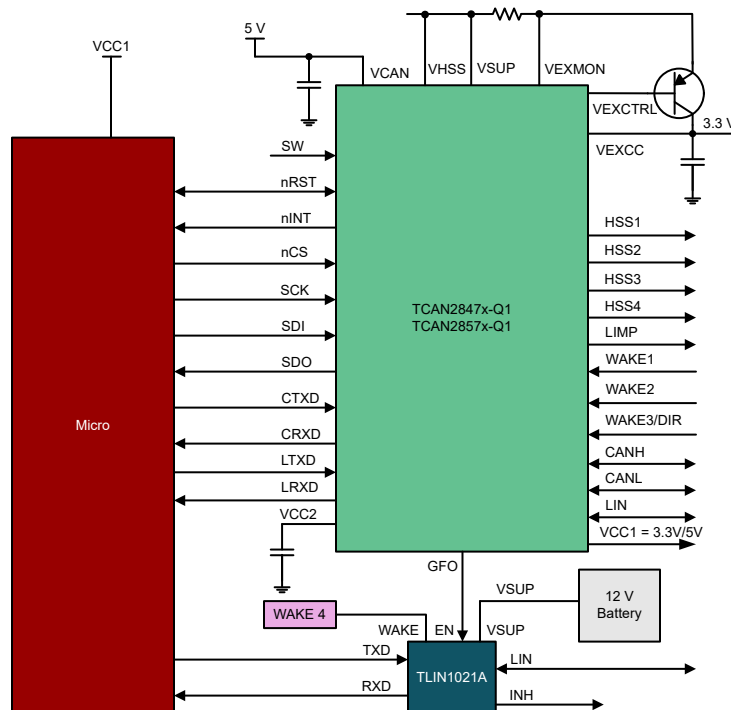 5 V
VCC1
VCAN
VHSS
VSUP
VEXMON
VEXCTRL
3.3 V
VEXCC
SW
nRST
nINT
nCS
SCK
SDI
SDO
CTXD
CRXD
LTXD
LRXD
VCC2
Micro
TCAN2847x-Q1
TCAN2857x-Q1
HSS1
HSS2
HSS3
HSS4
LIMP
WAKE1
WAKE2
WAKE3/DIR
CANH
CANL
LIN
VCC1 = 3.3V/5V
GFO
VSUP
12 V
Battery
WAKE 4
WAKE
EN
VSUP
TXD
RXD
TLIN1021A
LIN
INH